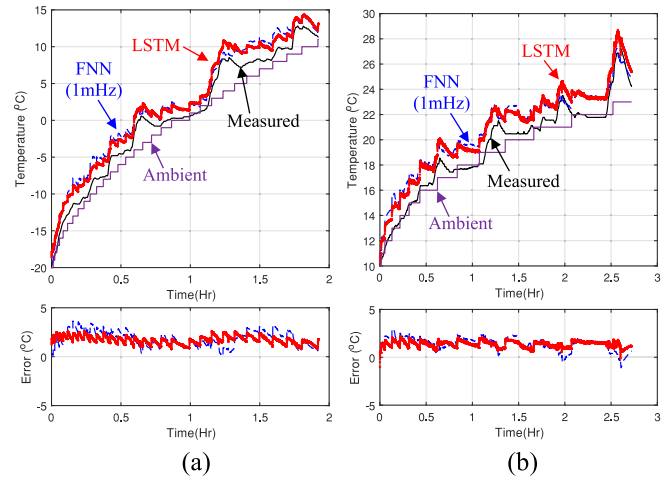 15
10
5
0
-5
-10
-15
-20
Temperature (°C)
LSTM
FNN
(1mHz)
Measured
Ambient
0
0.5
1
1.5
2
Time(Hr)
5
0
-5
Error (°C)
0
0.5
1
1.5
2
Time(Hr)
(a)
30
28
26
24
22
20
18
16
14
12
10
Temperature (°C)
LSTM
FNN
(1mHz)
Measured
Ambient
0
0.5
1
1.5
2
2.5
3
Time(Hr)
5
0
-5
Error (°C)
0
0.5
1
1.5
2
2.5
3
Time(Hr)
(b)